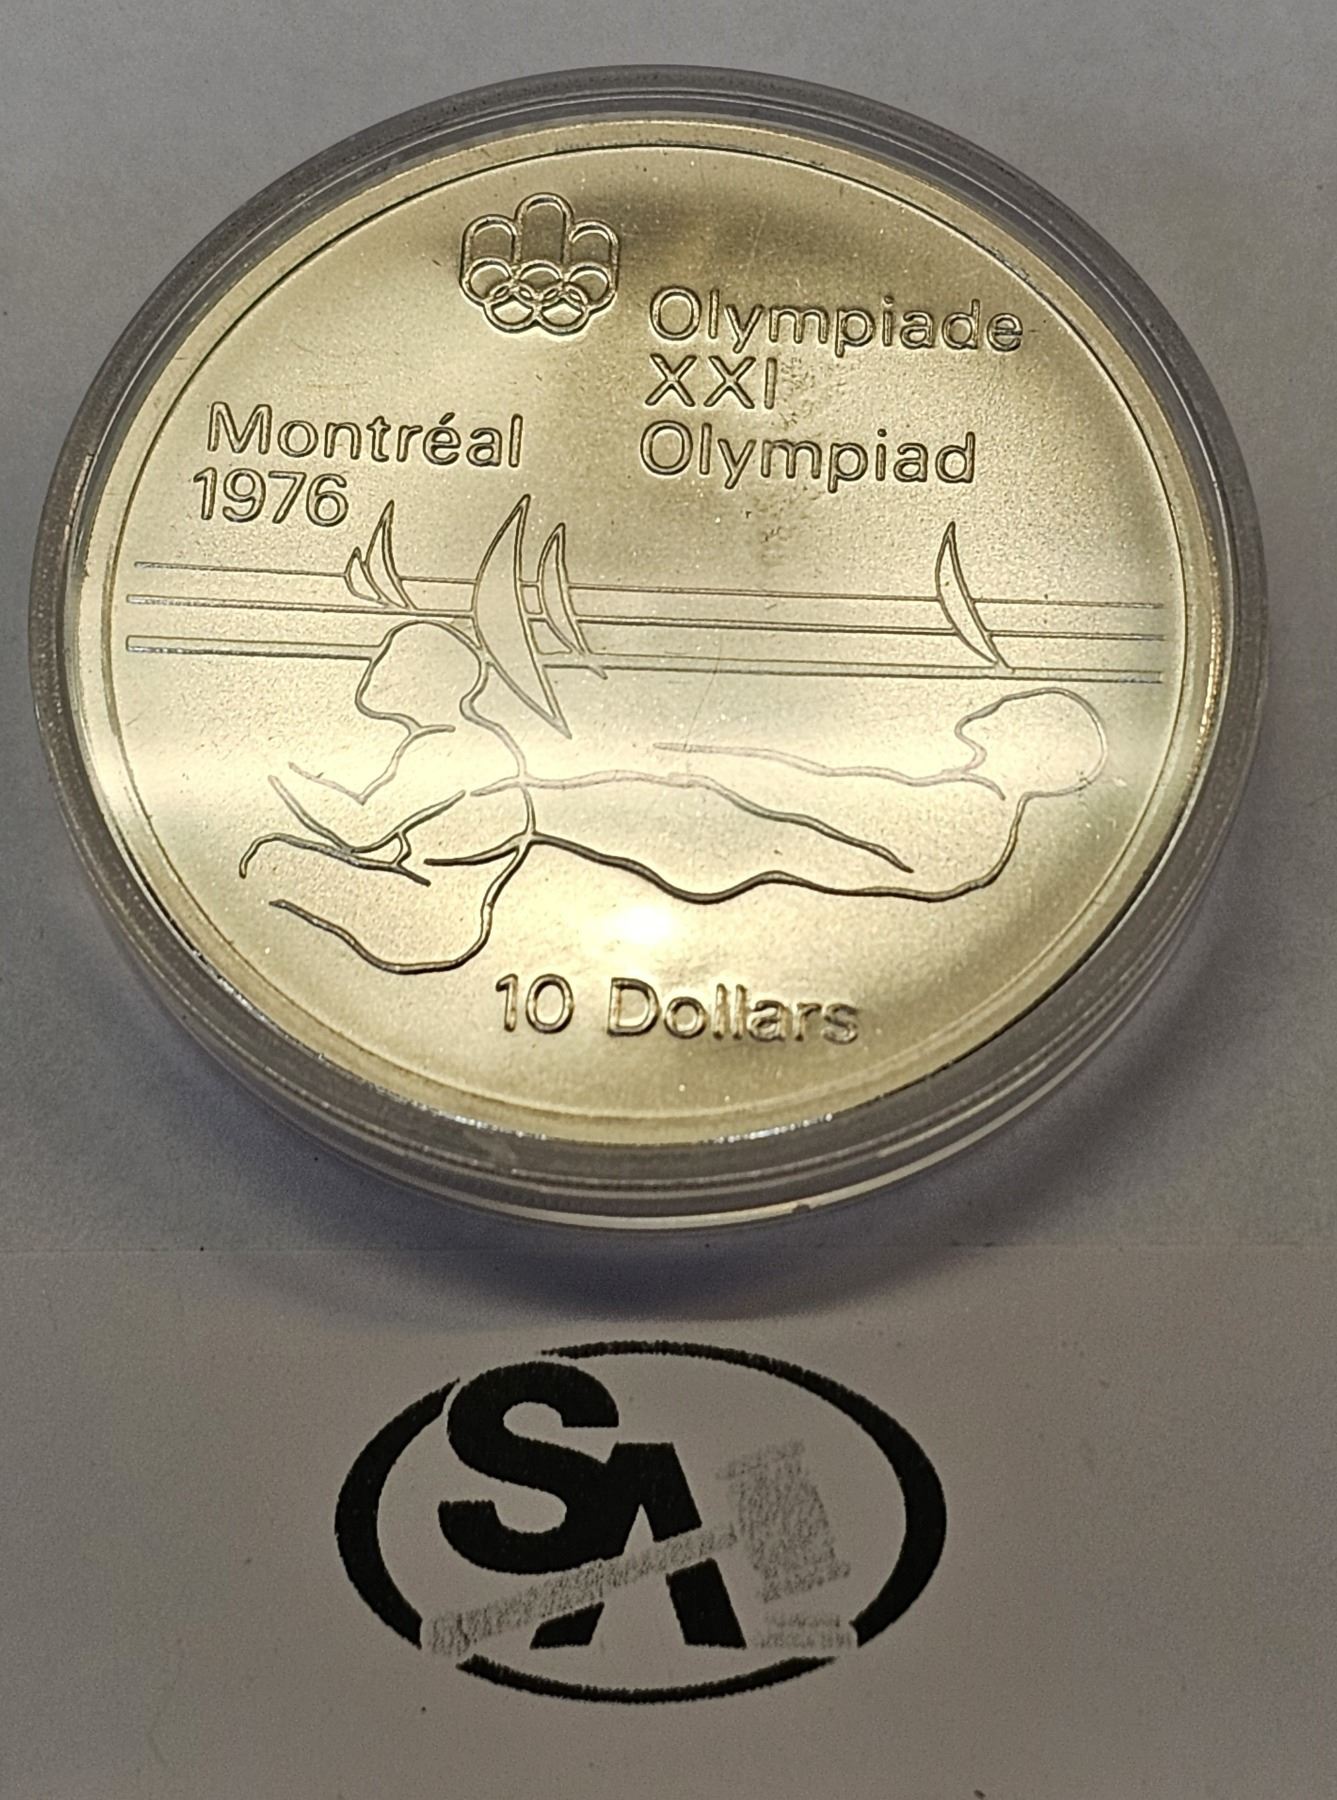 Olympiade
XXI
Olympiad
Montréal
1976
10 Dollars
SA